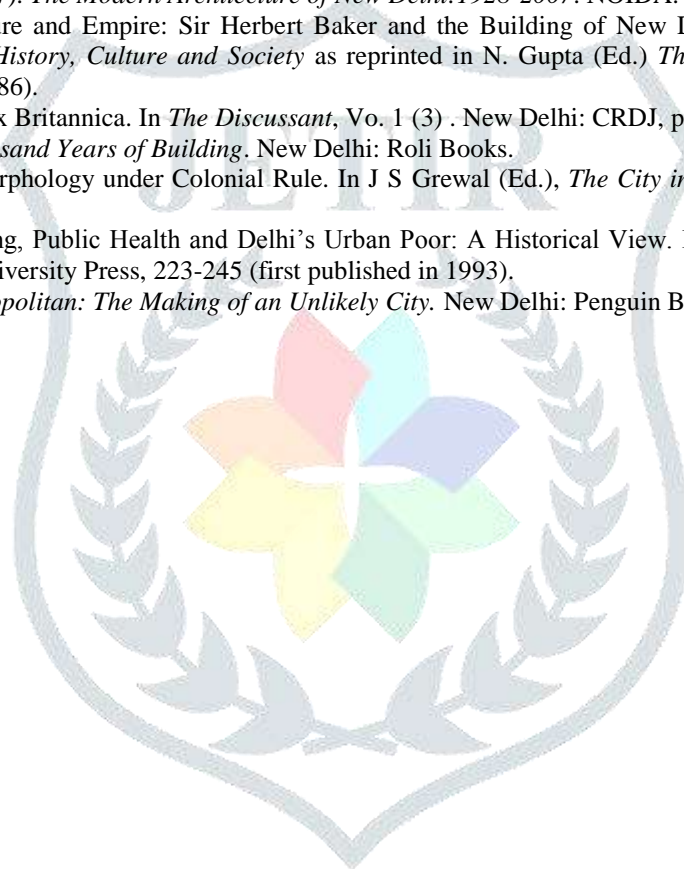 ). The Modern Architecture of New Delhi:1928-2007. NOIDA.
re and Empire: Sir Herbert Baker and the Building of New
History, Culture and Society as reprinted in N. Gupta (Ed.) Th
86).
x Britannica. In The Discussant, Vo. 1 (3) . New Delhi: CRDJ, p
sand Years of Building. New Delhi: Roli Books.
rphology under Colonial Rule. In J S Grewal (Ed.), The City in
ng, Public Health and Delhi’s Urban Poor: A Historical View.
iversity Press, 223-245 (first published in 1993).
opolitan: The Making of an Unlikely City. New Delhi: Penguin B
JETIR